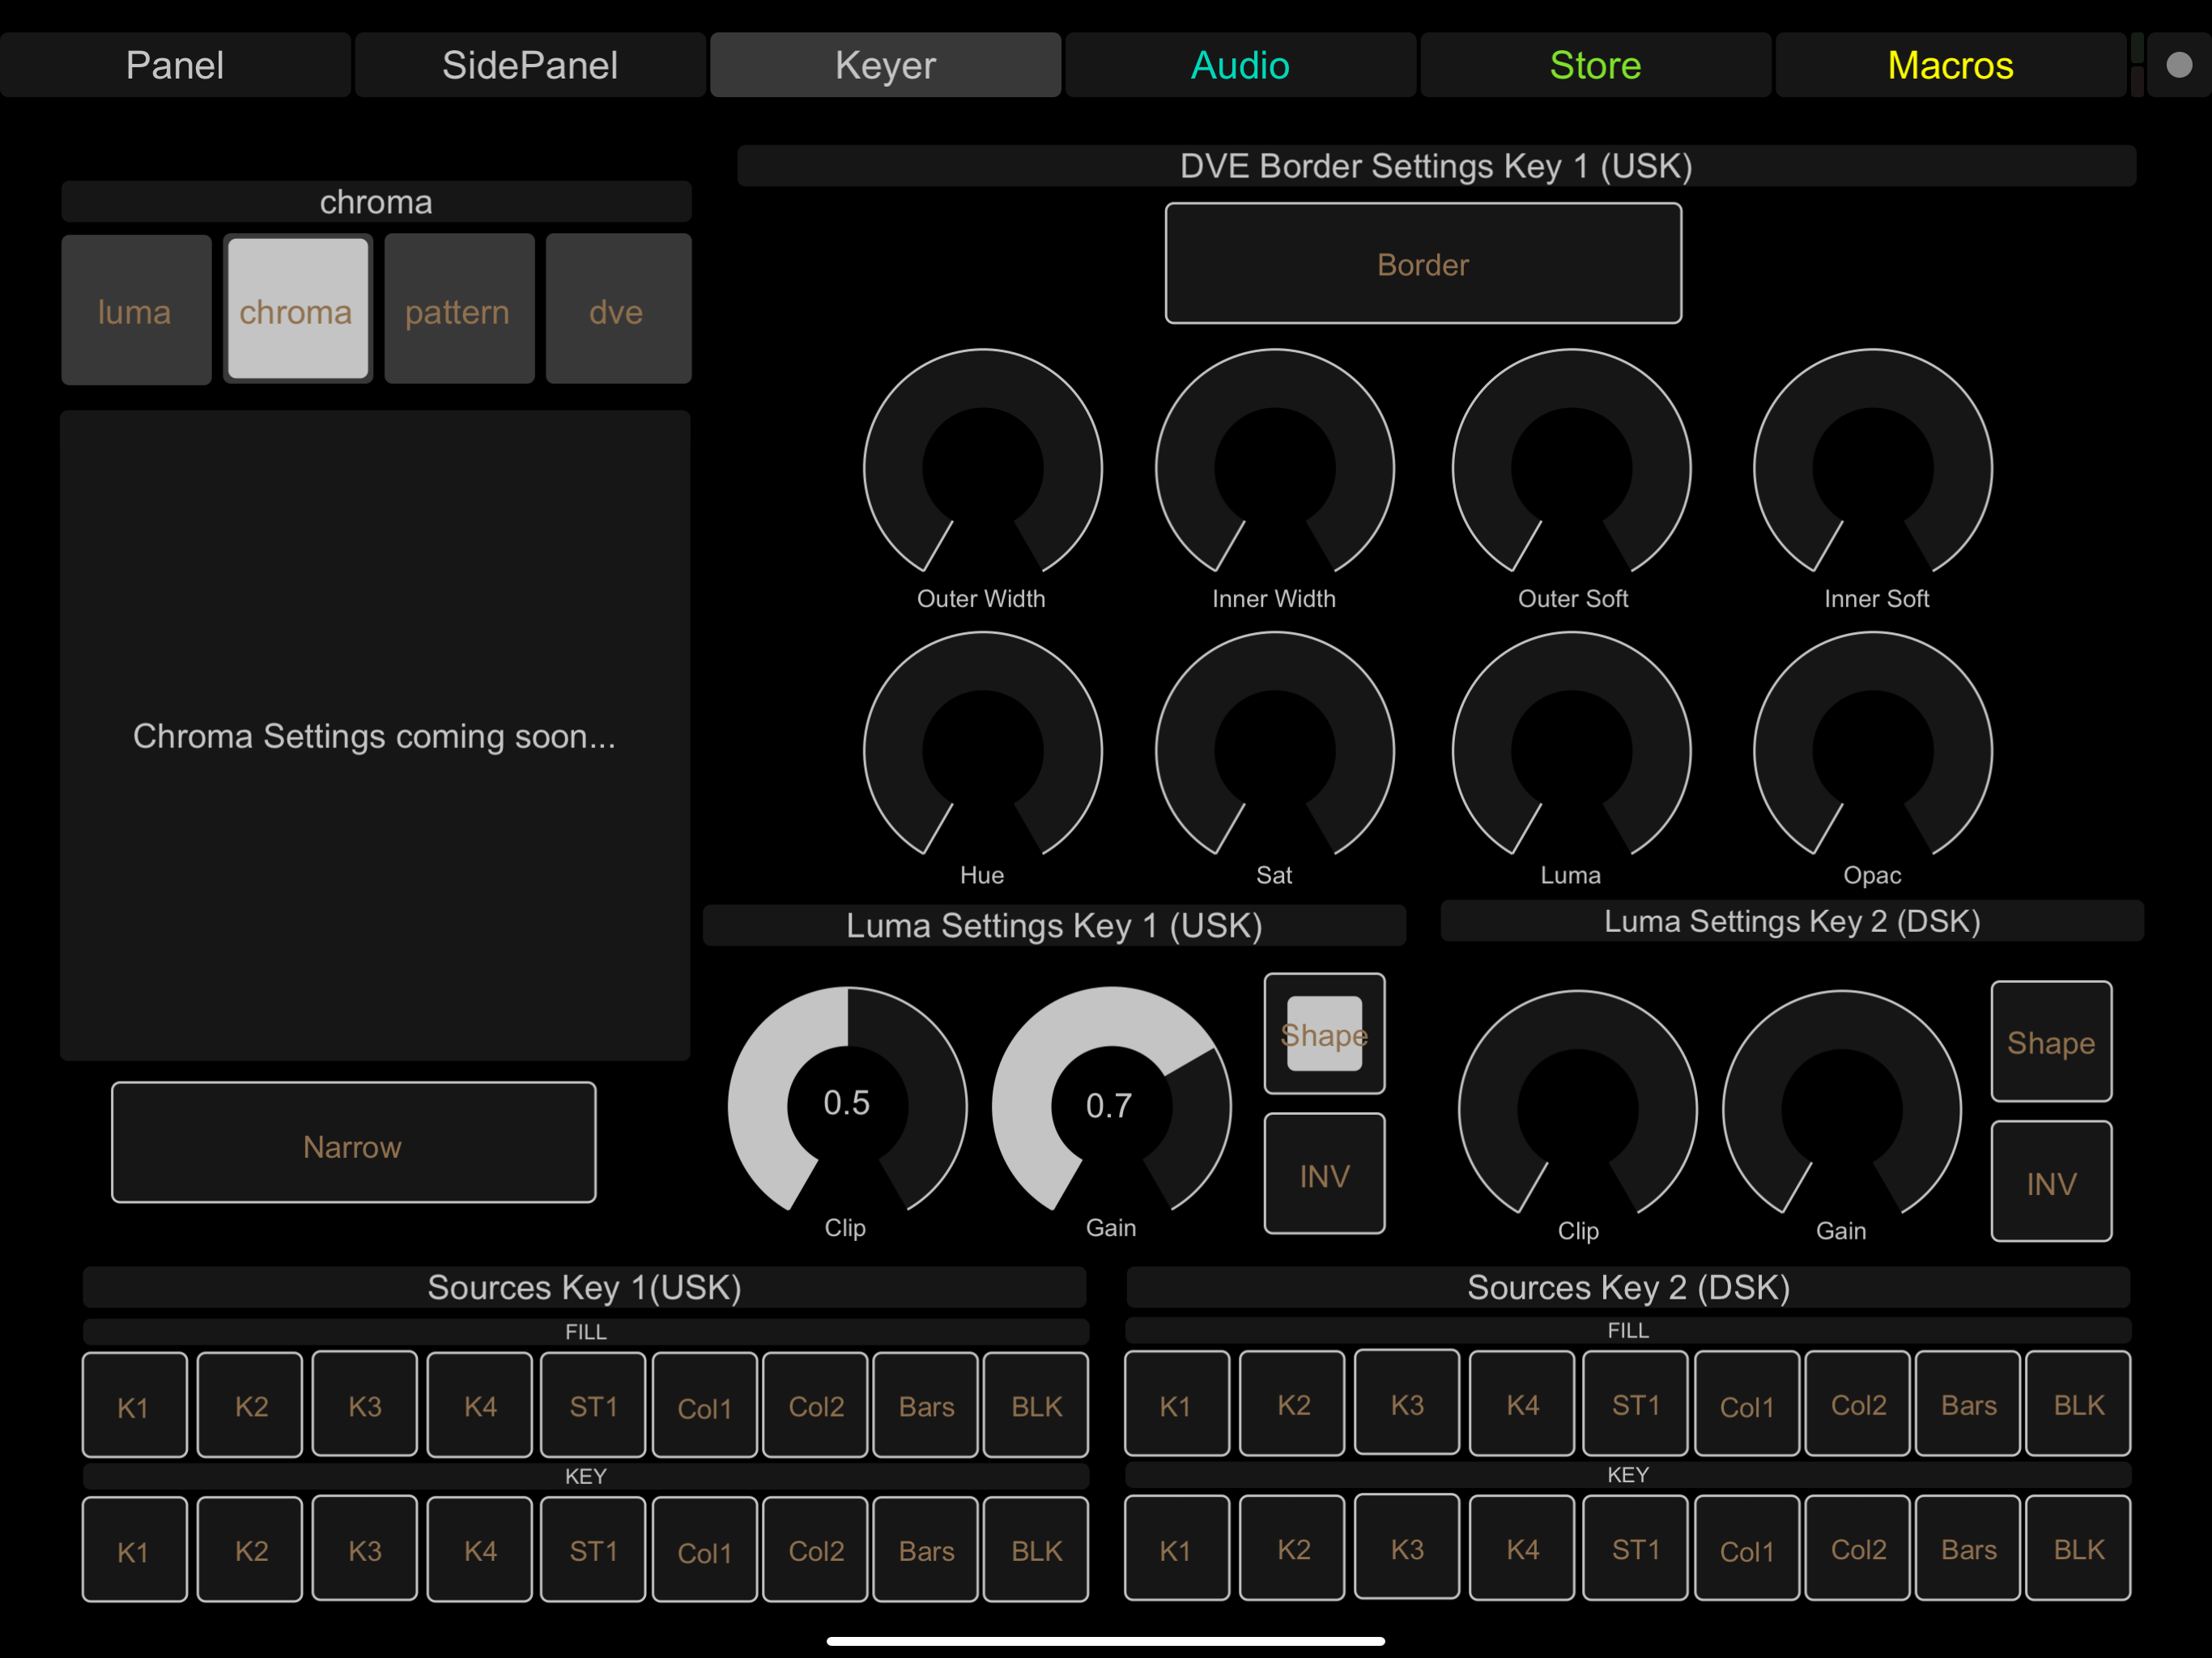 Panel SidePanel Keyer Audio Store Macros
chroma
luma chroma pattern dve
Chroma Settings coming soon...
Narrow
DVE Border Settings Key 1 (USK)
Border
Outer Width Inner Width Outer Soft Inner Soft
Hue Sat Luma Opac
Luma Settings Key 1 (USK)
0.5 0.7
Shape
INV
Clip Gain
Luma Settings Key 2 (DSK)
Shape
INV
Clip Gain
Sources Key 1(USK)
FILL
K1 K2 K3 K4 ST1 Col1 Col2 Bars BLK
KEY
K1 K2 K3 K4 ST1 Col1 Col2 Bars BLK
Sources Key 2 (DSK)
FILL
K1 K2 K3 K4 ST1 Col1 Col2 Bars BLK
KEY
K1 K2 K3 K4 ST1 Col1 Col2 Bars BLK